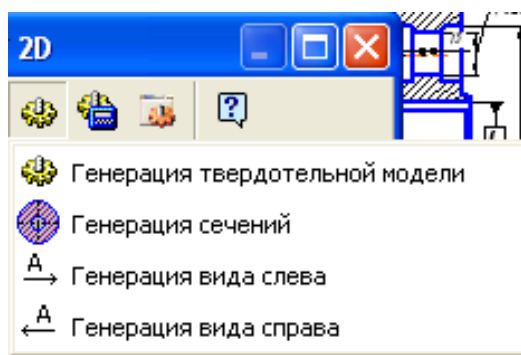 2D
?
Генерация твердотельной модели
Генерация сечений
A
Генерация вида слева
A
Генерация вида справа